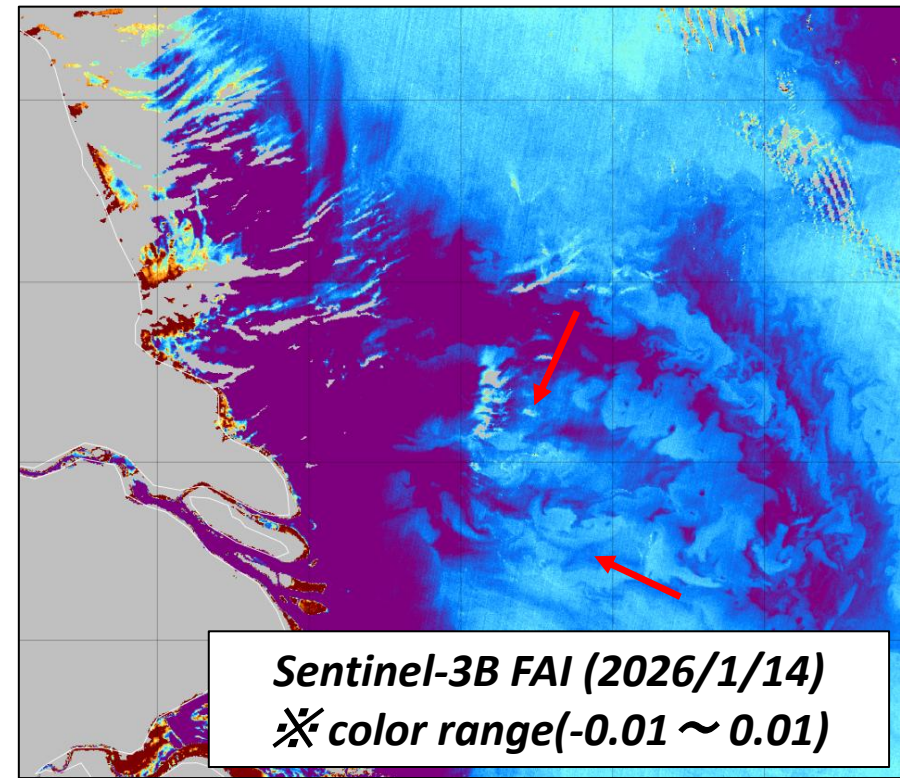 Sentinel-3B FAI (2026/1/14)
※ color range(-0.01～0.01)